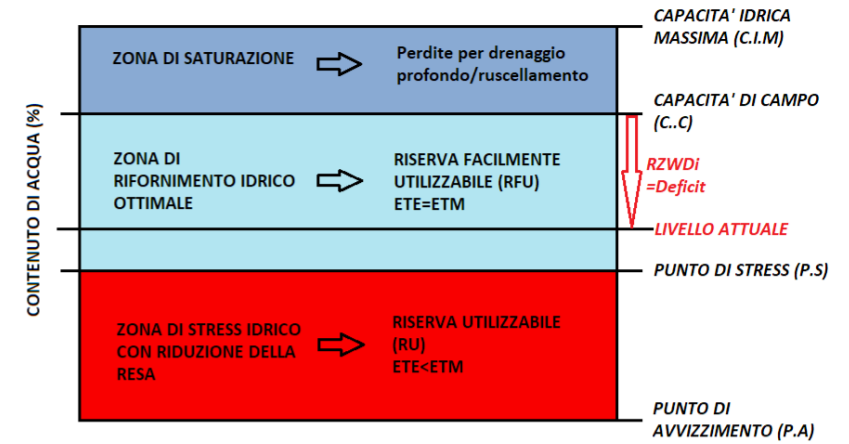 CAPACITA' IDRICA
MASSIMA (C.I.M)
ZONA DI SATURAZIONE
Perdite per drenaggio
profondo/ruscellamento
CAPACITA' DI CAMPO
(C..C)
CONTENUTO DI ACQUA (%)
ZONA DI
RIFORNIMENTO IDRICO
OTTIMALE
RISERVA FACILMENTE
UTILIZZABILE (RFU)
ETE=ETM
RZWDi
=Deficit
LIVELLO ATTUALE
PUNTO DI STRESS (P.S)
ZONA DI STRESS IDRICO
CON RIDUZIONE DELLA
RESA
RISERVA UTILIZZABILE
(RU)
ETE<ETM
PUNTO DI
AVVIZZIMENTO (P.A)